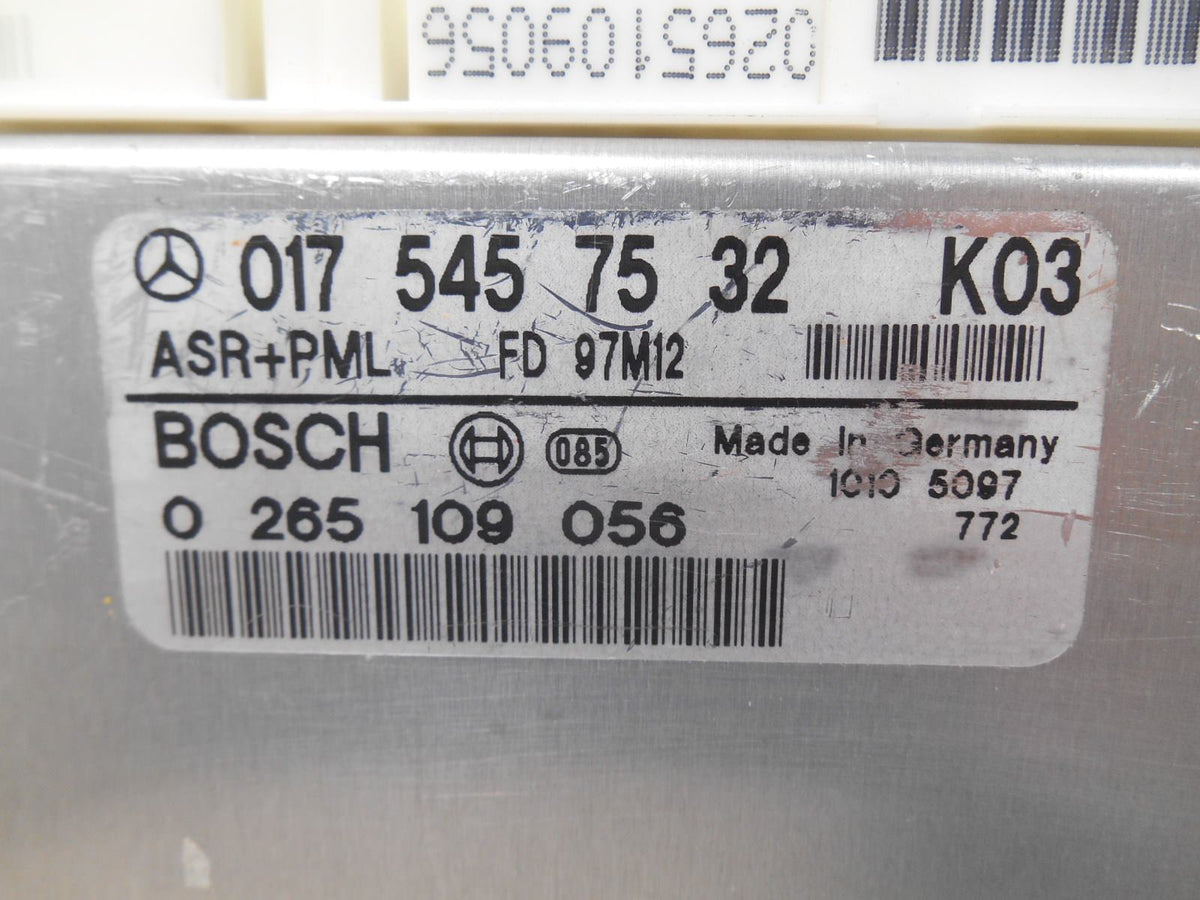 0265109056
017 545 75 32 K03
ASR+PML FD 97M12
BOSCH 085 Made In Germany
1010 5097
0 265 109 056 772